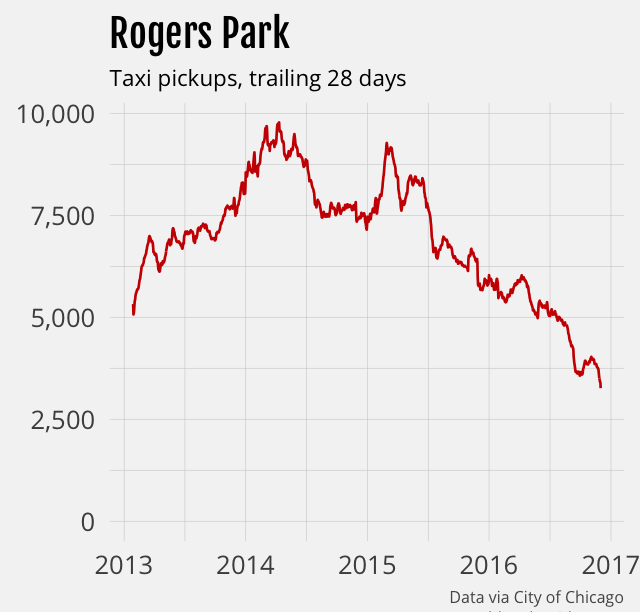 Rogers Park
Taxi pickups, trailing 28 days
10,000
7,500
5,000
2,500
0
2013 2014 2015 2016 2017
Data via City of Chicago